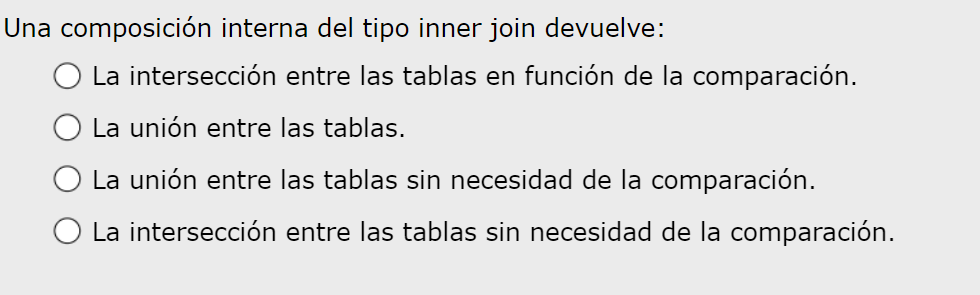 Una composición interna del tipo inner join devuelve:
La intersección entre las tablas en función de la comparación.
La unión entre las tablas.
La unión entre las tablas sin necesidad de la comparación.
La intersección entre las tablas sin necesidad de la comparación.